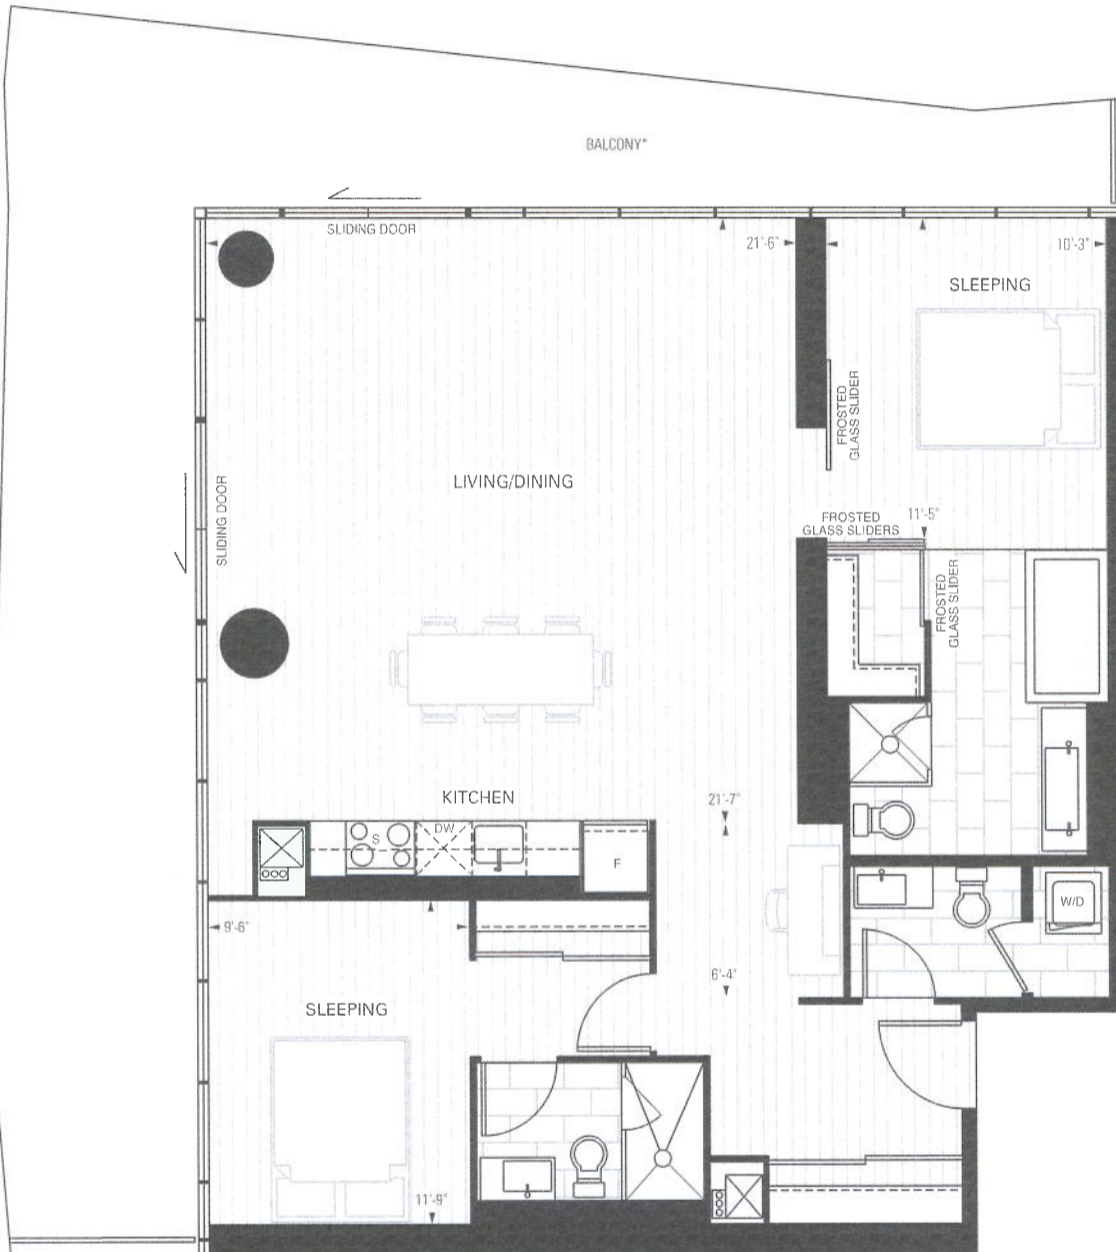 BALCONY*
SLIDING DOOR
21'-6"
10'-3"
SLEEPING
FROSTED
GLASS SLIDER
LIVING/DINING
SLIDING DOOR
FROSTED
GLASS SLIDERS
11'-5"
FROSTED
GLASS SLIDER
KITCHEN
21'-7"
S
DW
F
W/D
9'-6"
6'-4"
SLEEPING
11'-9"